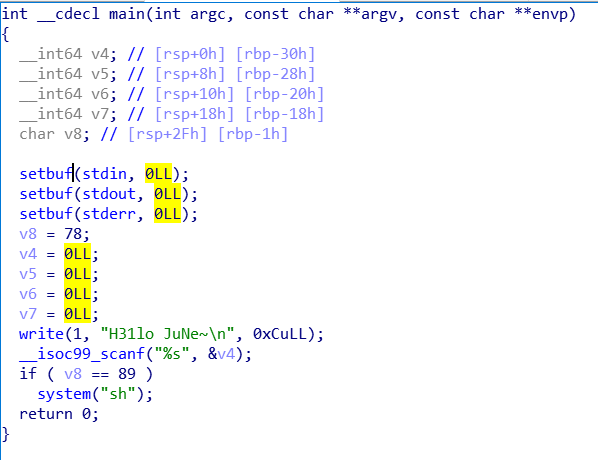 int __cdecl main(int argc, const char **argv, const char **envp)
{
  __int64 v4; // [rsp+0h] [rbp-30h]
  __int64 v5; // [rsp+8h] [rbp-28h]
  __int64 v6; // [rsp+10h] [rbp-20h]
  __int64 v7; // [rsp+18h] [rbp-18h]
  char v8; // [rsp+2Fh] [rbp-1h]

  setbuf(stdin, 0LL);
  setbuf(stdout, 0LL);
  setbuf(stderr, 0LL);
  v8 = 78;
  v4 = 0LL;
  v5 = 0LL;
  v6 = 0LL;
  v7 = 0LL;
  write(1, "H31lo JuNe~\n", 0xCuLL);
  __isoc99_scanf("%s", &v4);
  if ( v8 == 89 )
    system("sh");
  return 0;
}